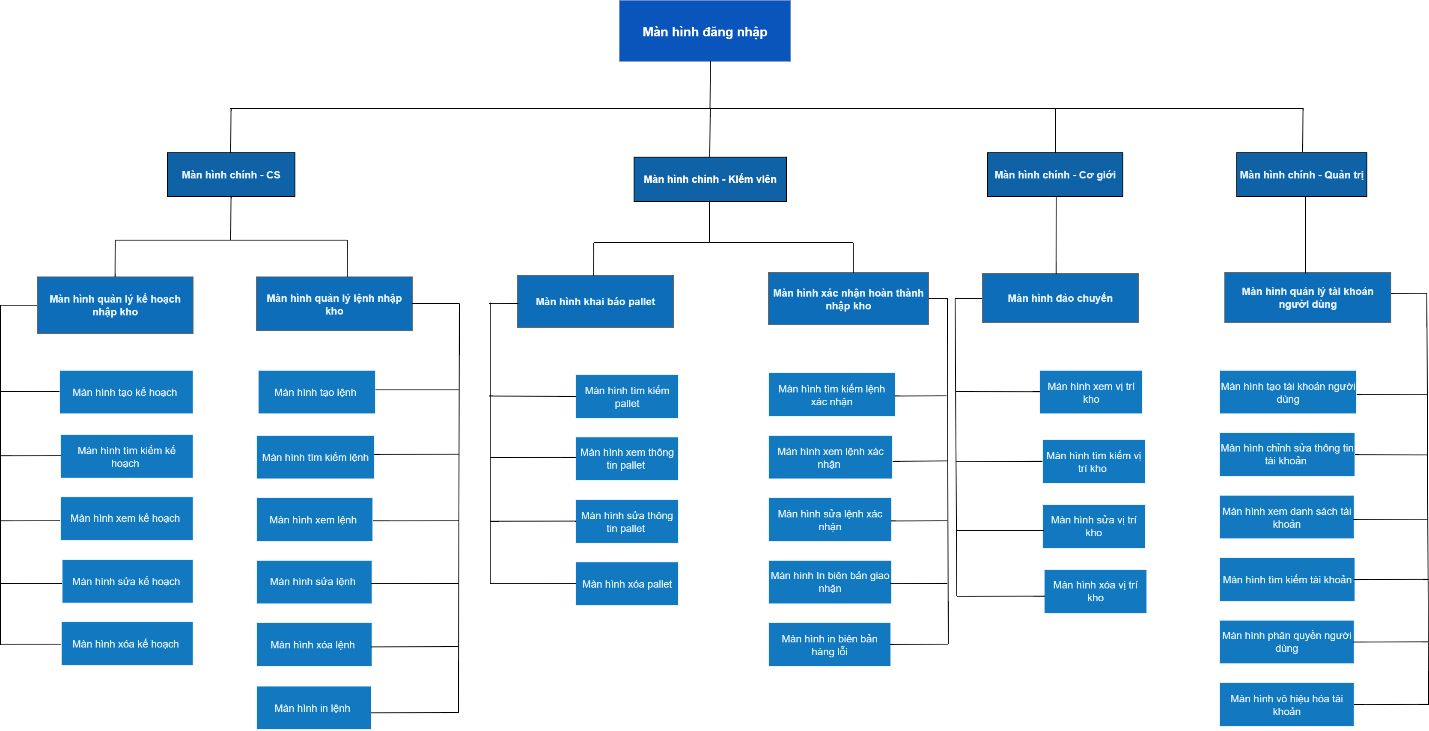 Màn hình đăng nhập
Màn hình chính - CS
Màn hình chính - Kiểm viên
Màn hình chính - Cơ giới
Màn hình chính - Quản trị
Màn hình quản lý kế hoạch
nhập kho
Màn hình tạo kế hoạch
Màn hình tìm kiếm kế
hoạch
Màn hình xem kế hoạch
Màn hình sửa kế hoạch
Màn hình xóa kế hoạch
Màn hình quản lý lệnh nhập
kho
Màn hình tạo lệnh
Màn hình tìm kiếm lệnh
Màn hình xem lệnh
Màn hình sửa lệnh
Màn hình xóa lệnh
Màn hình in lệnh
Màn hình khai báo pallet
Màn hình tìm kiếm
pallet
Màn hình xem thông
tin pallet
Màn hình sửa thông
tin pallet
Màn hình xóa pallet
Màn hình xác nhận hoàn thành
nhập kho
Màn hình tìm kiếm lệnh
xác nhận
Màn hình xem lệnh xác
nhận
Màn hình sửa lệnh xác
nhận
Màn hình In biên bản giao
nhận
Màn hình in biên bản
hàng lỗi
Màn hình đảo chuyển
Màn hình xem vị trí
kho
Màn hình tìm kiếm vị
trí kho
Màn hình sửa vị trí
kho
Màn hình xóa vị trí
kho
Màn hình quản lý tài khoản
người dùng
Màn hình tạo tài khoản người
dùng
Màn hình chỉnh sửa thông tin
tài khoản
Màn hình xem danh sách tài
khoản
Màn hình tìm kiếm tài khoản
Màn hình phân quyền người
dùng
Màn hình vô hiệu hóa tài
khoản